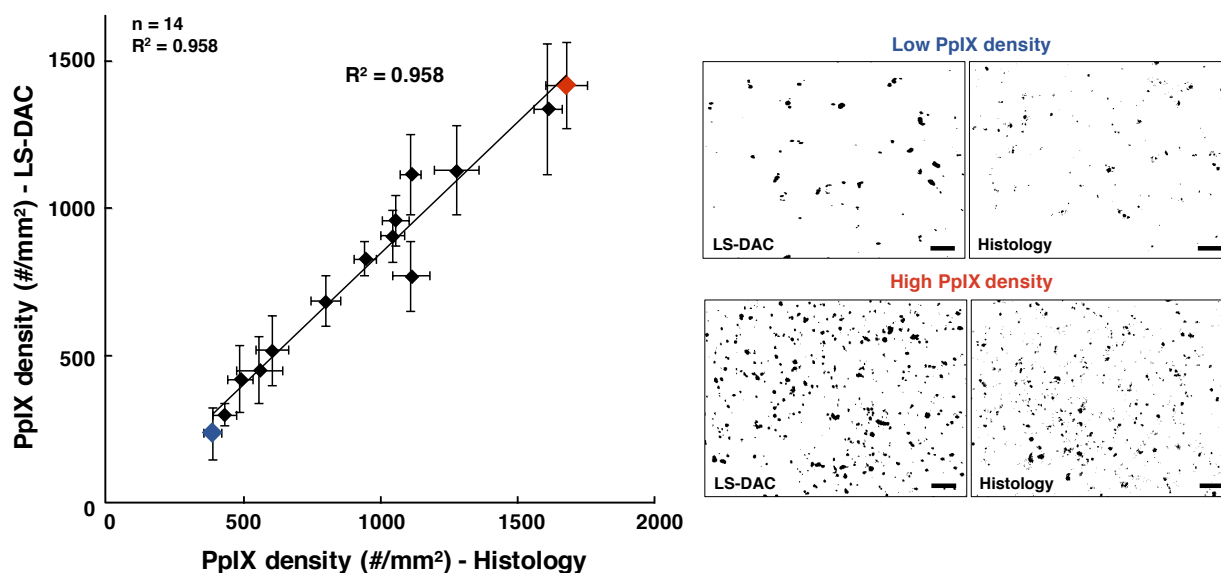 n = 14
R² = 0.958
R² = 0.958
PpIX density (#/mm²) - LS-DAC
1500
1000
500
0
0
500
1000
1500
2000
PpIX density (#/mm²) - Histology
Low PpIX density
LS-DAC
Histology
High PpIX density
LS-DAC
Histology